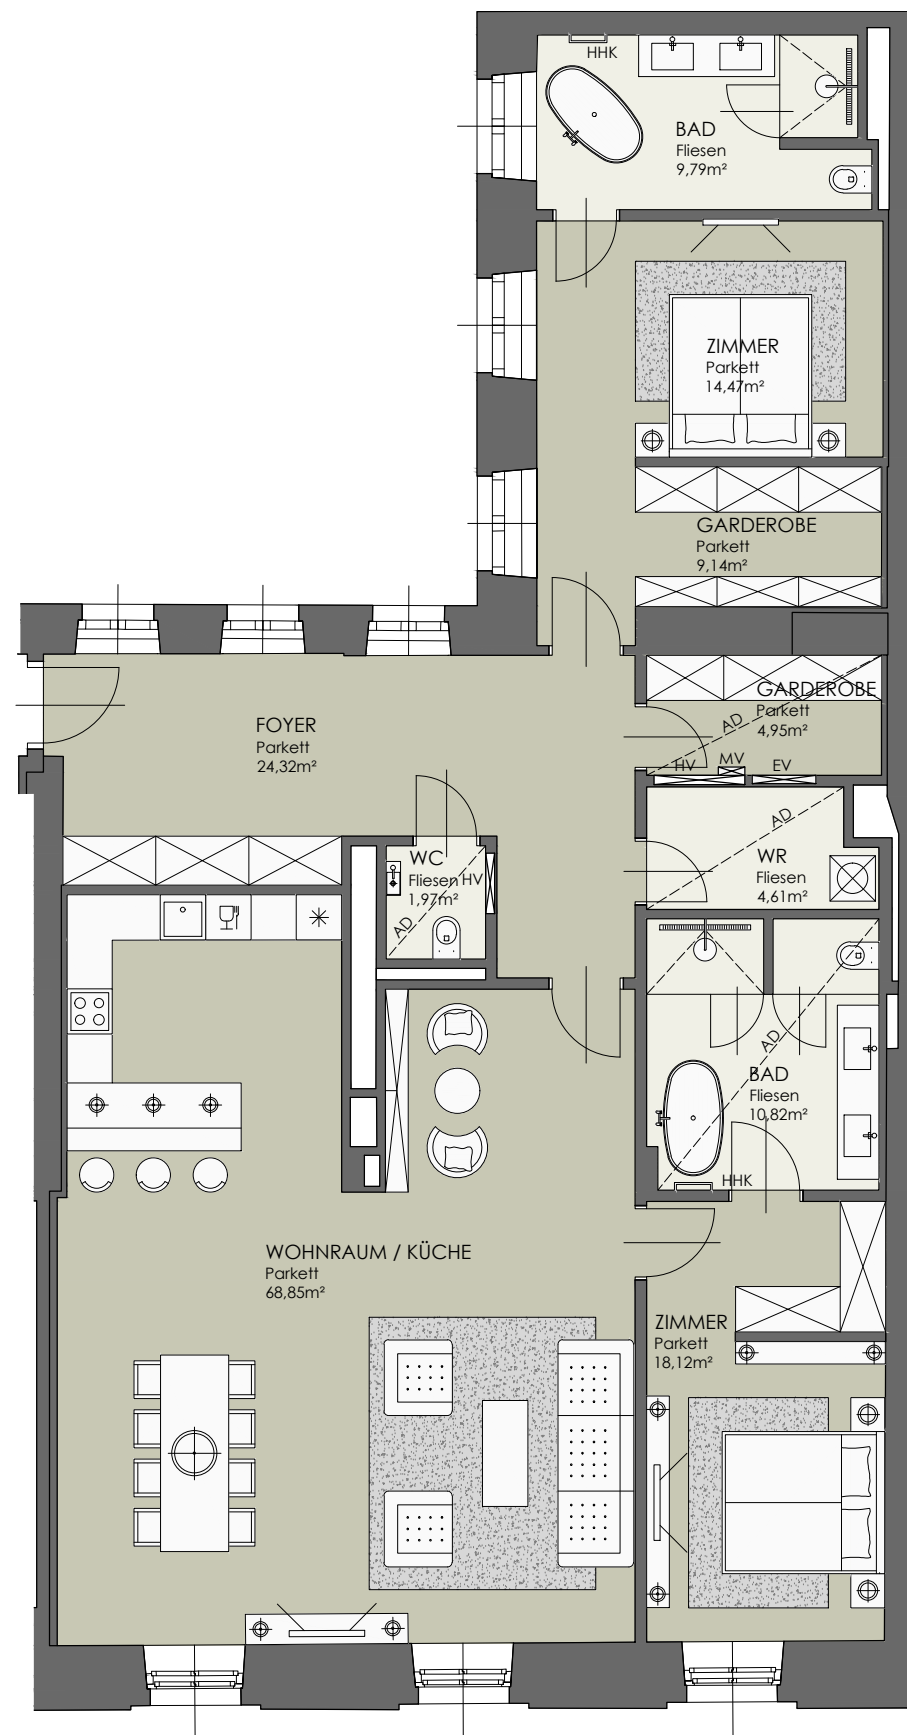 HHK
BAD
Fliesen
9,79m²
ZIMMER
Parkett
14,47m²
GARDEROBE
Parkett
9,14m²
GARDEROBE
Parkett
4,95m²
AD
HV
MV
EV
FOYER
Parkett
24,32m²
WC
Fliesen
1,97m²
HV
AD
AD
WR
Fliesen
4,61m²
AD
BAD
Fliesen
10,82m²
HHK
WOHNRAUM / KÜCHE
Parkett
68,85m²
ZIMMER
Parkett
18,12m²